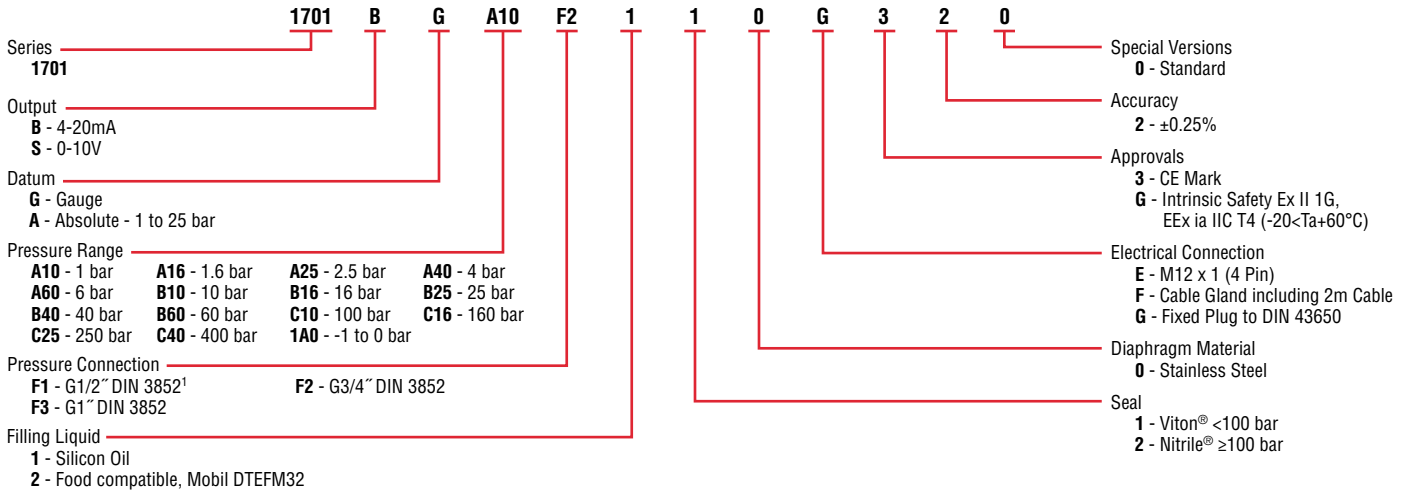 1701 B G A10 F2 1 1 0 G 3 2 0
Series
1701
Output
B - 4-20mA
S - 0-10V
Datum
G - Gauge
A - Absolute - 1 to 25 bar
Pressure Range
A10 - 1 bar A16 - 1.6 bar A25 - 2.5 bar A40 - 4 bar
A60 - 6 bar B10 - 10 bar B16 - 16 bar B25 - 25 bar
B40 - 40 bar B60 - 60 bar C10 - 100 bar C16 - 160 bar
C25 - 250 bar C40 - 400 bar 1A0 - -1 to 0 bar
Pressure Connection
F1 - G1/2˝ DIN 3852¹ F2 - G3/4˝ DIN 3852
F3 - G1˝ DIN 3852
Filling Liquid
1 - Silicon Oil
2 - Food compatible, Mobil DTEFM32
Special Versions
0 - Standard
Accuracy
2 - ±0.25%
Approvals
3 - CE Mark
G - Intrinsic Safety Ex II 1G,
EEx ia IIC T4 (-20<Ta+60°C)
Electrical Connection
E - M12 x 1 (4 Pin)
F - Cable Gland including 2m Cable
G - Fixed Plug to DIN 43650
Diaphragm Material
0 - Stainless Steel
Seal
1 - Viton® <100 bar
2 - Nitrile® ≥100 bar